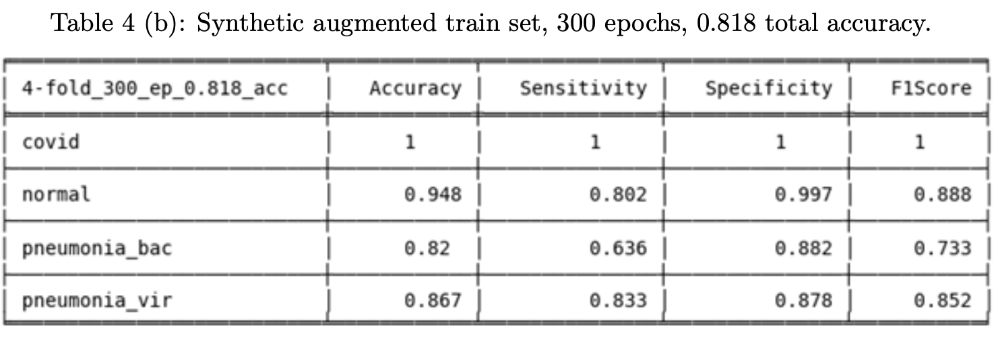 Table 4 (b): Synthetic augmented train set, 300 epochs, 0.818 total accuracy.
4-fold_300_ep_0.818_acc Accuracy Sensitivity Specificity F1Score
covid 1 1 1 1
normal 0.948 0.802 0.997 0.888
pneumonia_bac 0.82 0.636 0.882 0.733
pneumonia_vir 0.867 0.833 0.878 0.852